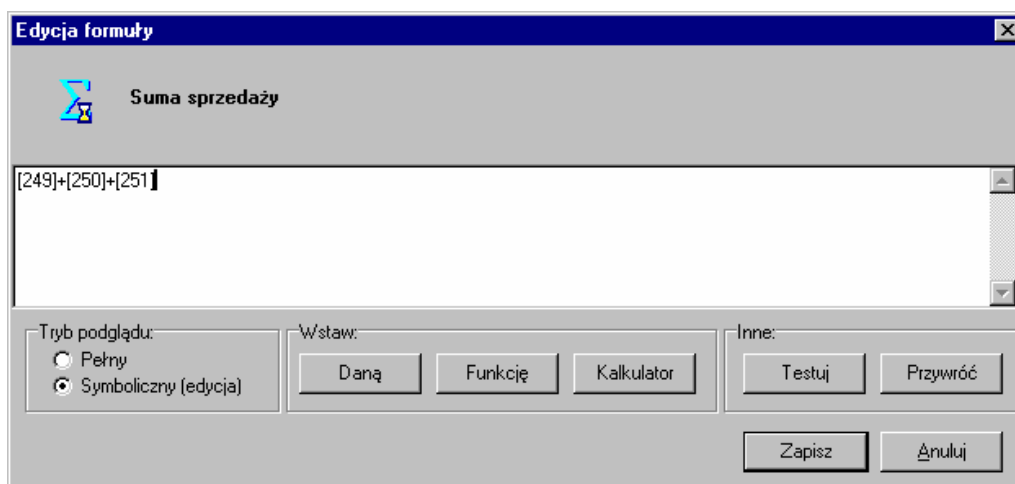 Edycja formuły
Suma sprzedaży
[249]+[250]+[251]
Tryb podglądu:
Pełny
Symboliczny (edycja)
Wstaw:
Daną
Funkcję
Kalkulator
Inne:
Testuj
Przywróć
Zapisz
Anuluj